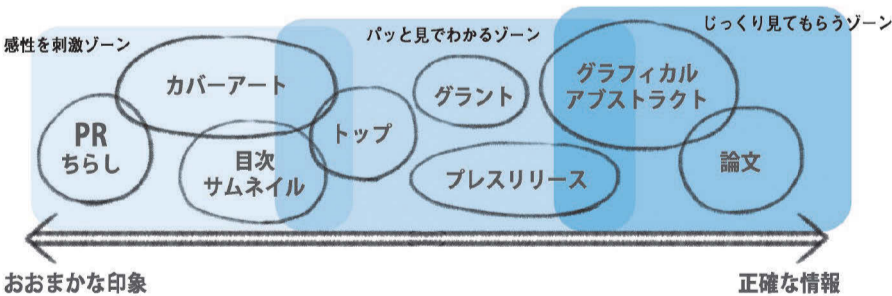 感性を刺激ゾーン
パッと見でわかるゾーン
じっくり見てもらうゾーン
カバーアート
グラント
グラフィカル
アブストラクト
PR
ちらし
目次
サムネイル
トップ
プレスリリース
論文
おおまかな印象
正確な情報